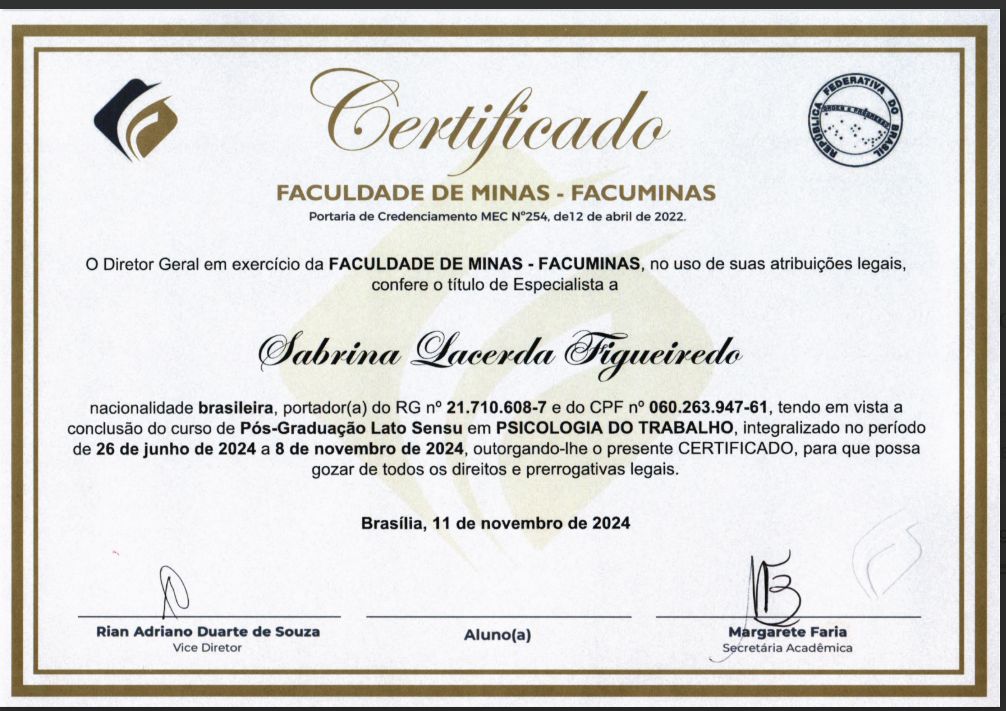 Certificado
REPÚBLICA FEDERATIVA DO BRASIL
ORDEM E PROGRESSO
FACULDADE DE MINAS - FACUMINAS
Portaria de Credenciamento MEC Nº254, de12 de abril de 2022.
O Diretor Geral em exercício da FACULDADE DE MINAS - FACUMINAS, no uso de suas atribuições legais,
confere o título de Especialista a
Sabrina Lacerda Figueiredo
nacionalidade brasileira, portador(a) do RG nº 21.710.608-7 e do CPF nº 060.263.947-61, tendo em vista a
conclusão do curso de Pós-Graduação Lato Sensu em PSICOLOGIA DO TRABALHO, integralizado no período
de 26 de junho de 2024 a 8 de novembro de 2024, outorgando-lhe o presente CERTIFICADO, para que possa
gozar de todos os direitos e prerrogativas legais.
Brasília, 11 de novembro de 2024
Rian Adriano Duarte de Souza
Vice Diretor
Aluno(a)
Margarete Faria
Secretária Acadêmica